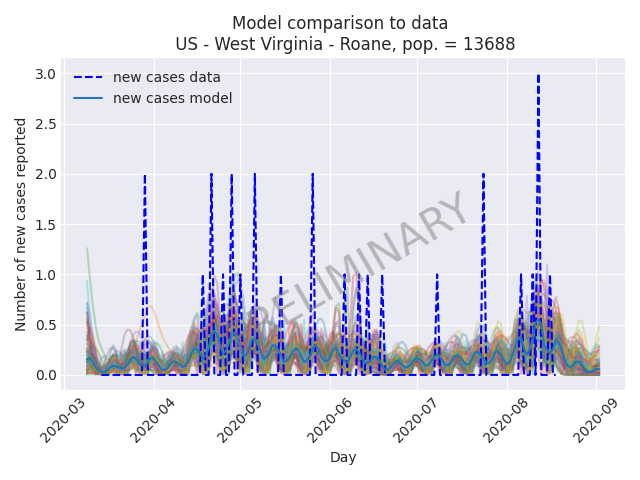 Model comparison to data
US - West Virginia - Roane, pop. = 13688
new cases data
new cases model
Number of new cases reported
3.0
2.5
2.0
1.5
1.0
0.5
0.0
PRELIMINARY
2020-03
2020-04
2020-05
2020-06
2020-07
2020-08
2020-09
Day